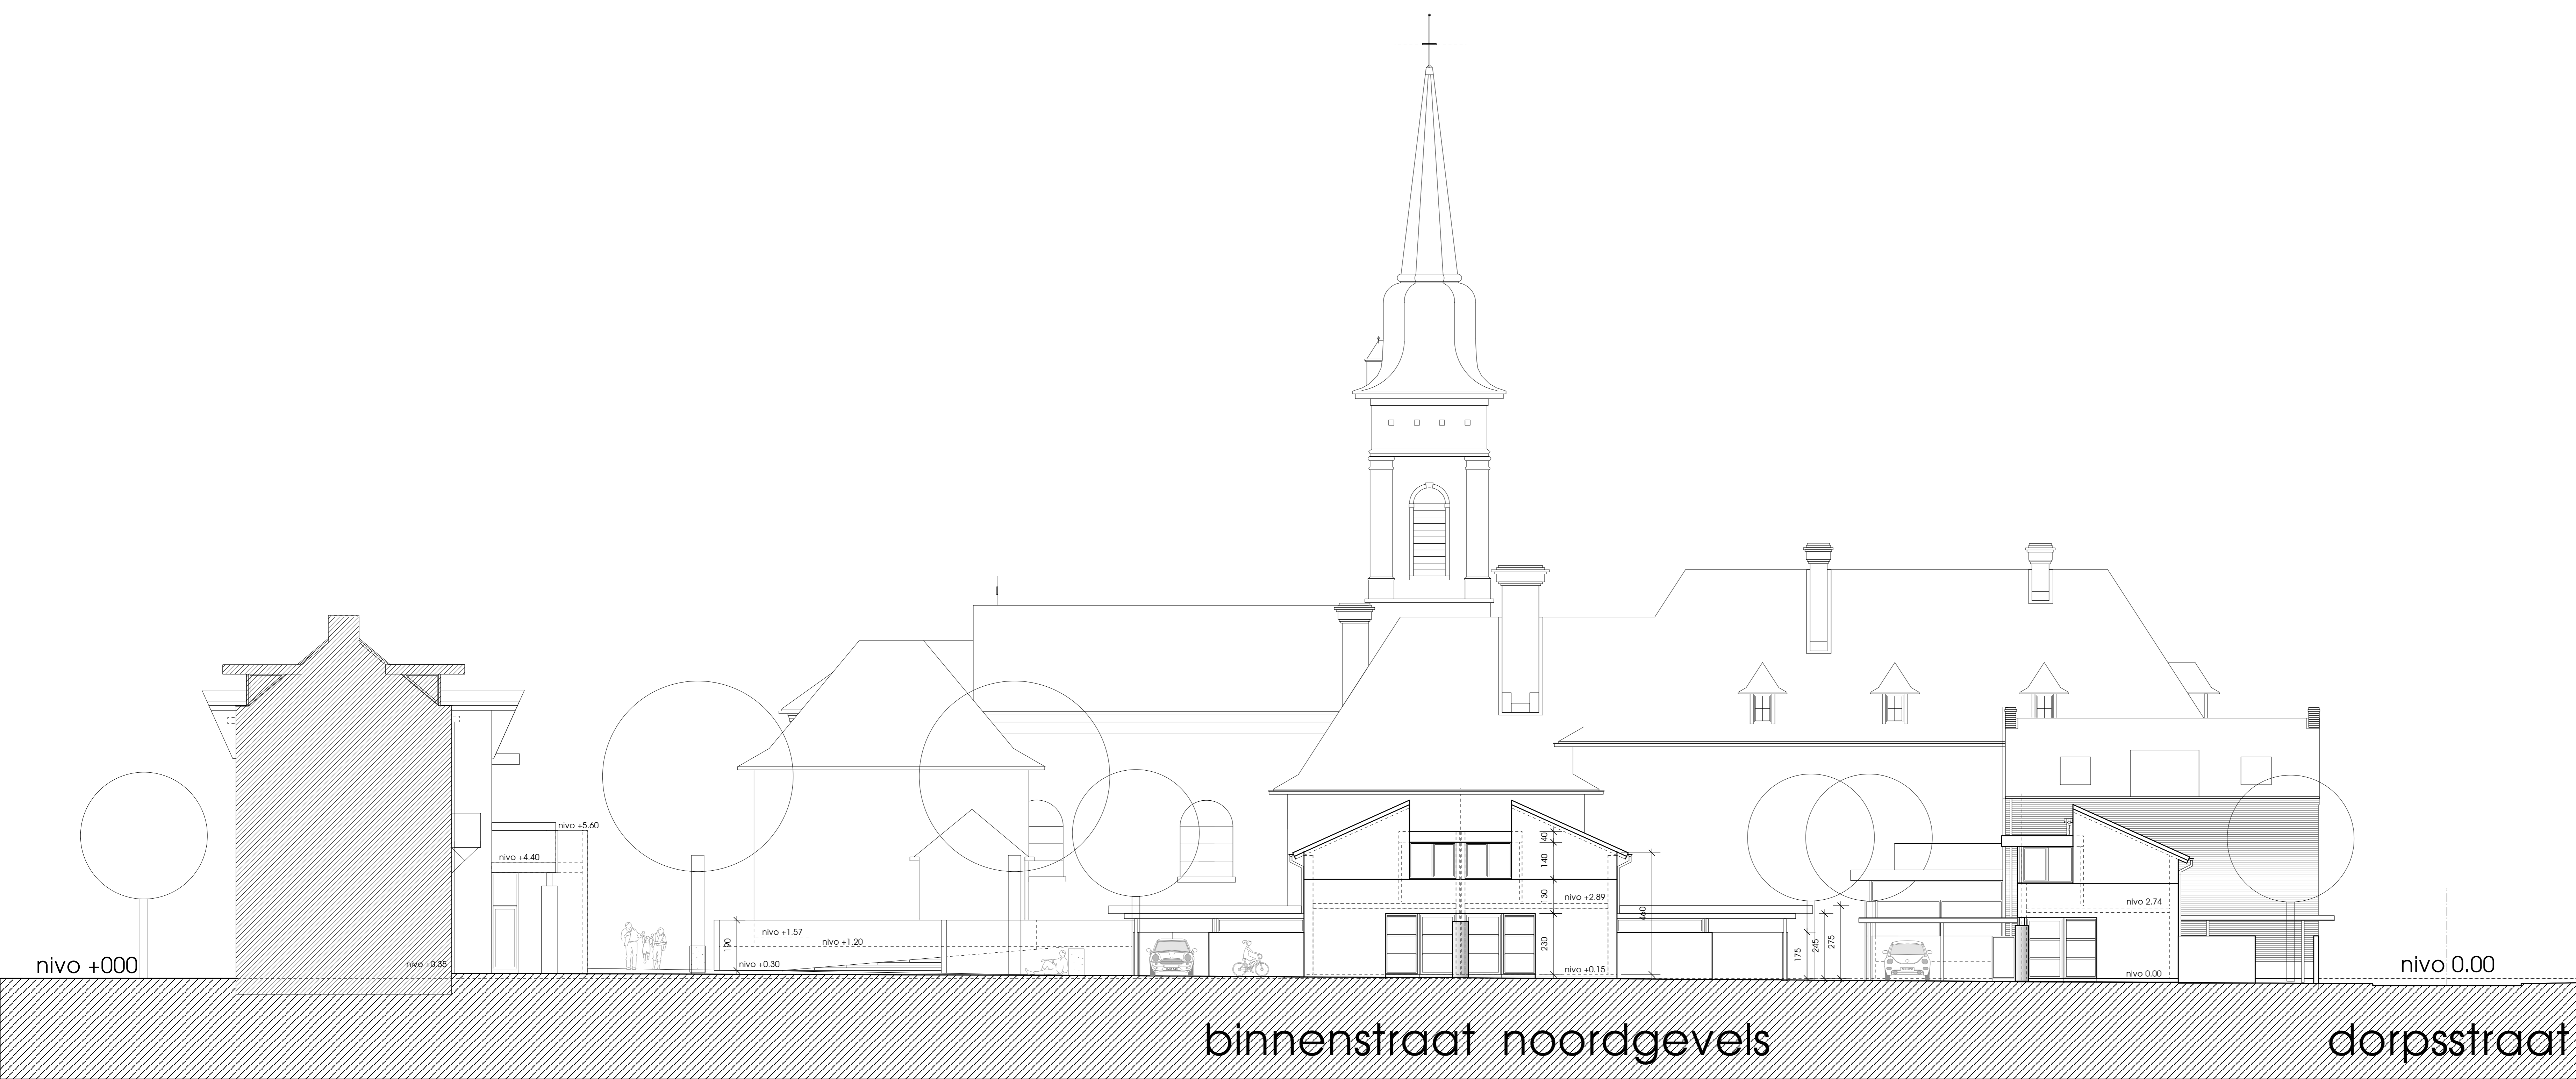 nivo +5.60
nivo +4.40
nivo +1.57
nivo +1.20
190
nivo +0.30
nivo +0.35
nivo +000
40
140
130
nivo +2.89
460
230
nivo +0.15
175
245
275
nivo 2.74
nivo 0.00
nivo 0.00
binnenstraat noordgevels
dorpsstraat